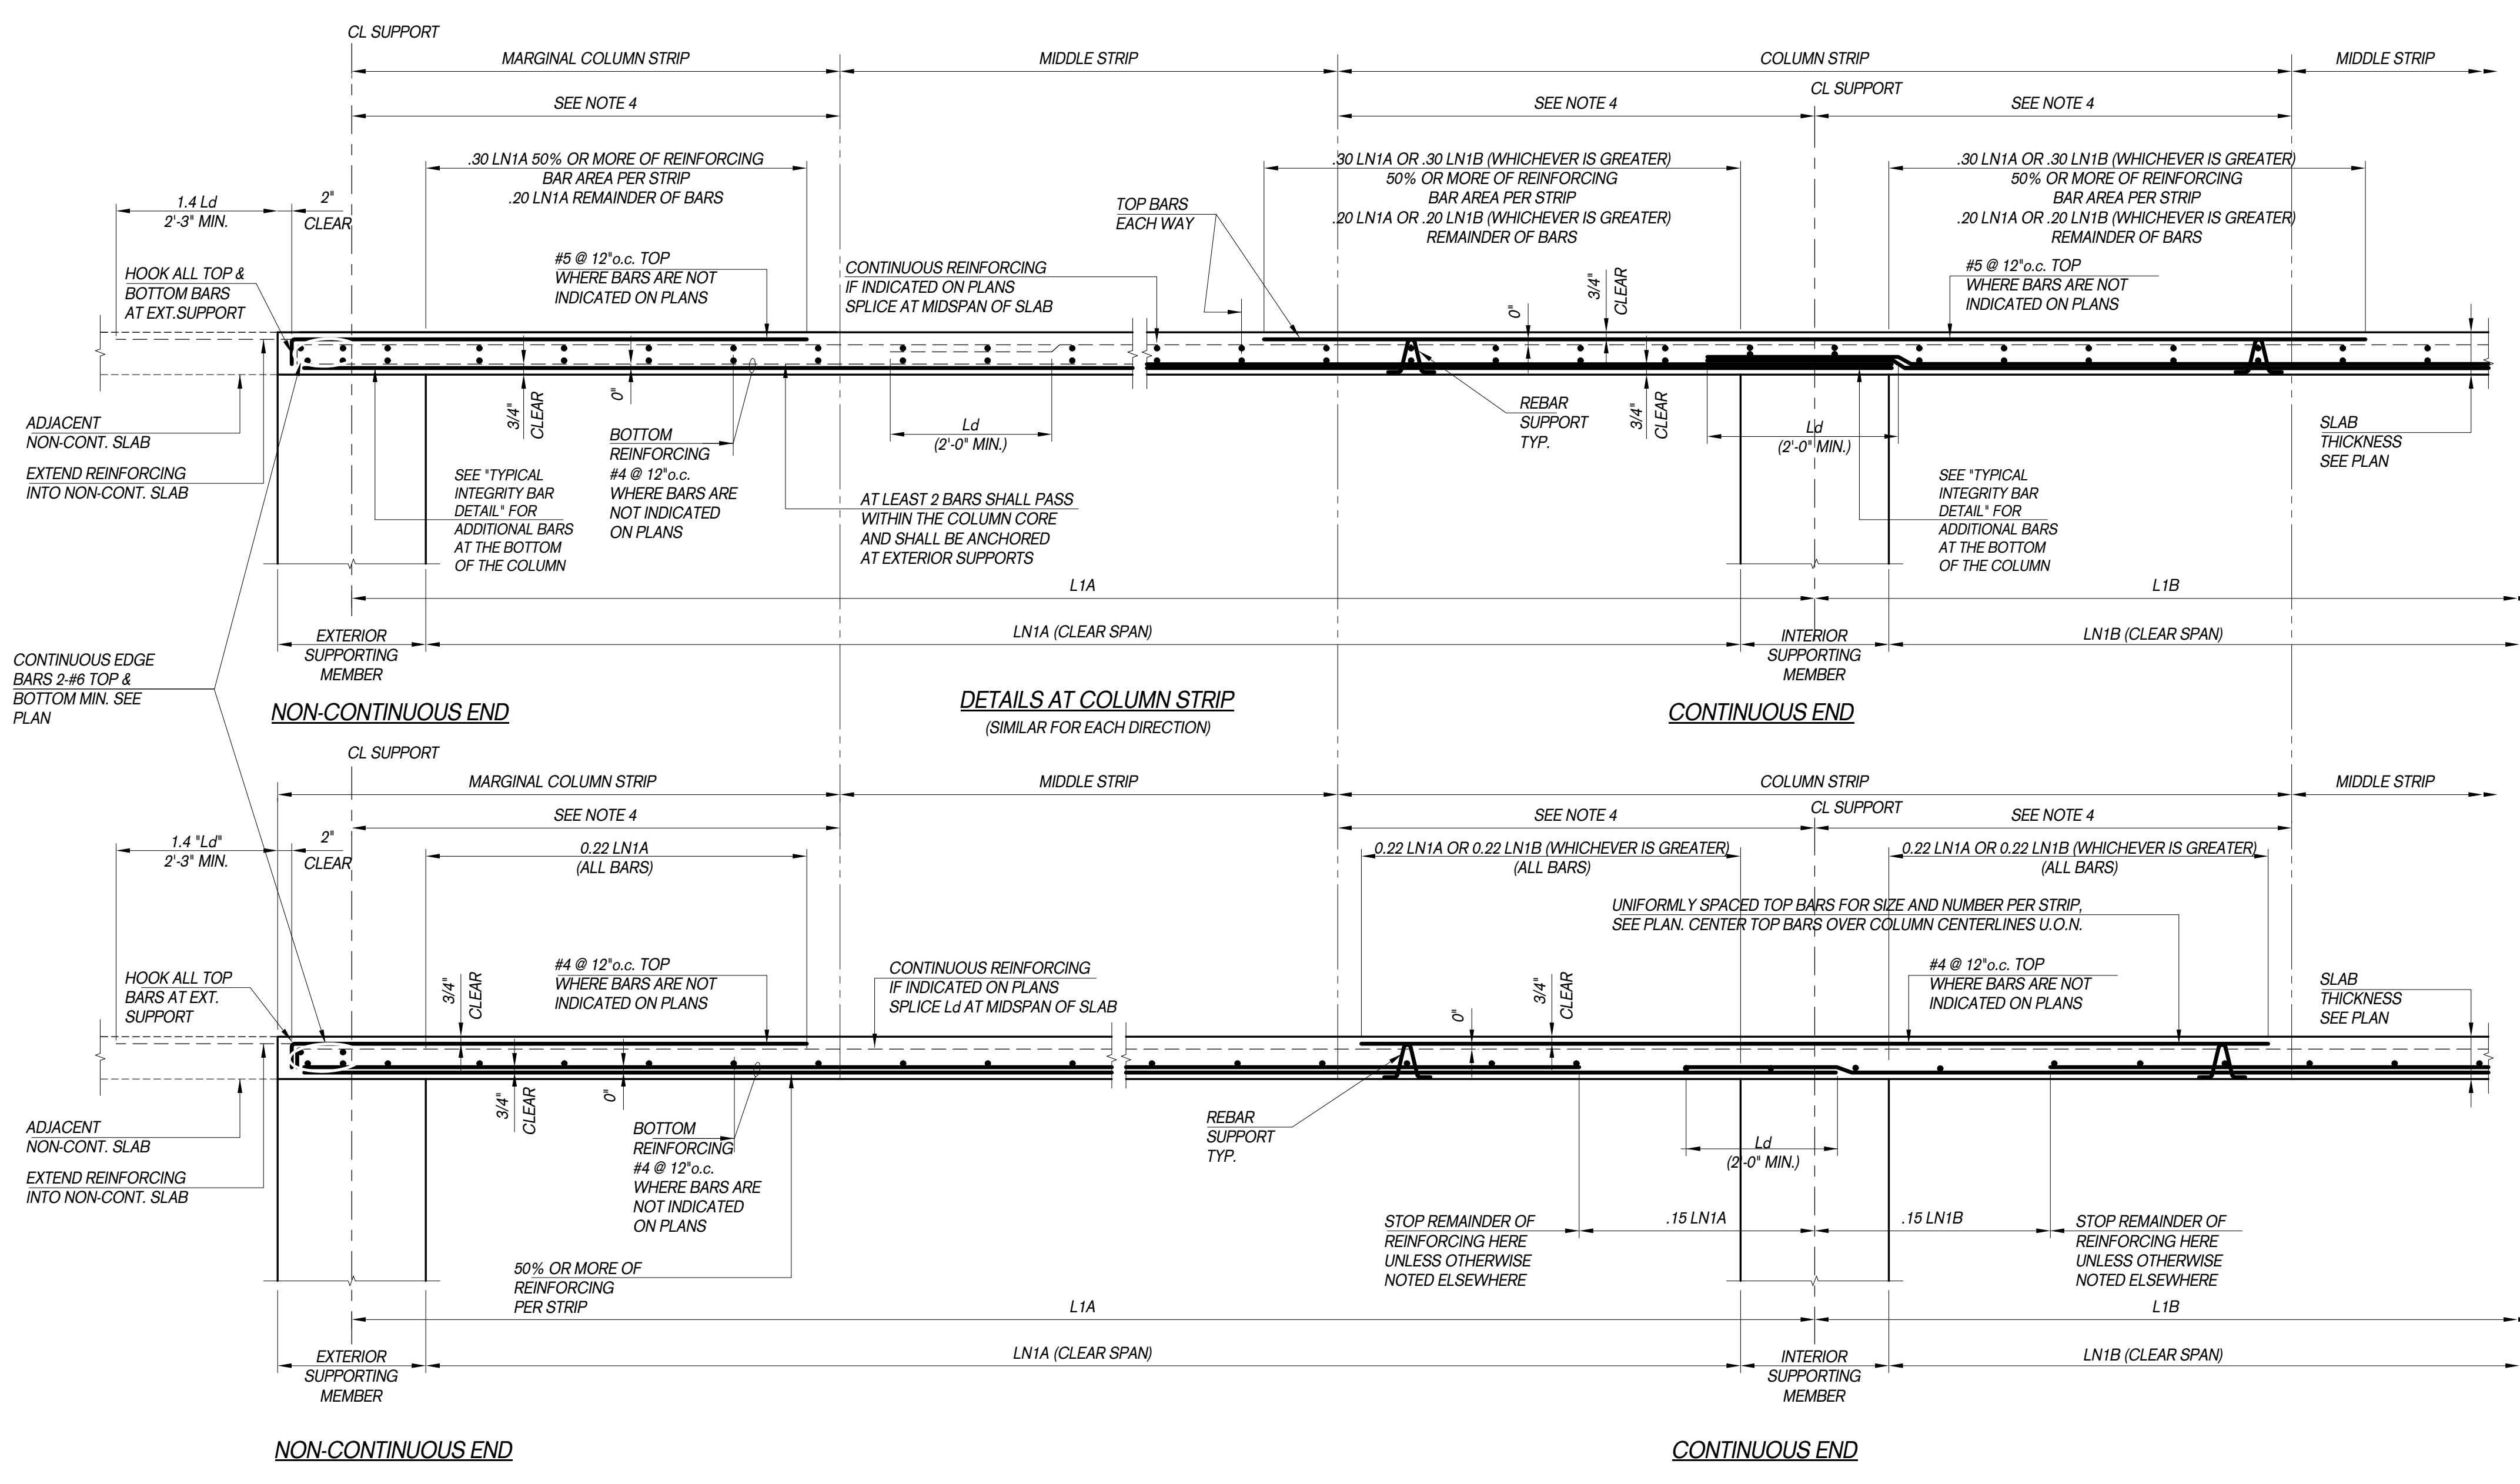 CL SUPPORT
MARGINAL COLUMN STRIP
MIDDLE STRIP
COLUMN STRIP
MIDDLE STRIP
CL SUPPORT
SEE NOTE 4
SEE NOTE 4
SEE NOTE 4
.30 LN1A 50% OR MORE OF REINFORCING
BAR AREA PER STRIP
.20 LN1A REMAINDER OF BARS
.30 LN1A OR .30 LN1B (WHICHEVER IS GREATER)
50% OR MORE OF REINFORCING
BAR AREA PER STRIP
.20 LN1A OR .20 LN1B (WHICHEVER IS GREATER)
REMAINDER OF BARS
.30 LN1A OR .30 LN1B (WHICHEVER IS GREATER)
50% OR MORE OF REINFORCING
BAR AREA PER STRIP
.20 LN1A OR .20 LN1B (WHICHEVER IS GREATER)
REMAINDER OF BARS
1.4 Ld
2'-3" MIN.
2"
CLEAR
TOP BARS
EACH WAY
HOOK ALL TOP &
BOTTOM BARS
AT EXT.SUPPORT
#5 @ 12"o.c. TOP
WHERE BARS ARE NOT
INDICATED ON PLANS
CONTINUOUS REINFORCING
IF INDICATED ON PLANS
SPLICE AT MIDSPAN OF SLAB
0"
3/4"
CLEAR
#5 @ 12"o.c. TOP
WHERE BARS ARE NOT
INDICATED ON PLANS
ADJACENT
NON-CONT. SLAB
EXTEND REINFORCING
INTO NON-CONT. SLAB
SEE "TYPICAL
INTEGRITY BAR
DETAIL" FOR
ADDITIONAL BARS
AT THE BOTTOM
OF THE COLUMN
3/4"
CLEAR
0"
BOTTOM
REINFORCING
#4 @ 12"o.c.
WHERE BARS ARE
NOT INDICATED
ON PLANS
Ld
(2'-0" MIN.)
AT LEAST 2 BARS SHALL PASS
WITHIN THE COLUMN CORE
AND SHALL BE ANCHORED
AT EXTERIOR SUPPORTS
REBAR
SUPPORT
TYP.
3/4"
CLEAR
Ld
(2'-0" MIN.)
SEE "TYPICAL
INTEGRITY BAR
DETAIL" FOR
ADDITIONAL BARS
AT THE BOTTOM
OF THE COLUMN
SLAB
THICKNESS
SEE PLAN
L1A
L1B
EXTERIOR
SUPPORTING
MEMBER
LN1A (CLEAR SPAN)
INTERIOR
SUPPORTING
MEMBER
LN1B (CLEAR SPAN)
CONTINUOUS EDGE
BARS 2-#6 TOP &
BOTTOM MIN. SEE
PLAN
NON-CONTINUOUS END
DETAILS AT COLUMN STRIP
(SIMILAR FOR EACH DIRECTION)
CONTINUOUS END
CL SUPPORT
MARGINAL COLUMN STRIP
MIDDLE STRIP
COLUMN STRIP
MIDDLE STRIP
CL SUPPORT
SEE NOTE 4
SEE NOTE 4
SEE NOTE 4
1.4 "Ld"
2'-3" MIN.
2"
CLEAR
0.22 LN1A
(ALL BARS)
0.22 LN1A OR 0.22 LN1B (WHICHEVER IS GREATER)
(ALL BARS)
0.22 LN1A OR 0.22 LN1B (WHICHEVER IS GREATER)
(ALL BARS)
UNIFORMLY SPACED TOP BARS FOR SIZE AND NUMBER PER STRIP,
SEE PLAN. CENTER TOP BARS OVER COLUMN CENTERLINES U.O.N.
HOOK ALL TOP
BARS AT EXT.
SUPPORT
3/4"
CLEAR
#4 @ 12"o.c. TOP
WHERE BARS ARE NOT
INDICATED ON PLANS
CONTINUOUS REINFORCING
IF INDICATED ON PLANS
SPLICE Ld AT MIDSPAN OF SLAB
0"
3/4"
CLEAR
#4 @ 12"o.c. TOP
WHERE BARS ARE NOT
INDICATED ON PLANS
SLAB
THICKNESS
SEE PLAN
ADJACENT
NON-CONT. SLAB
EXTEND REINFORCING
INTO NON-CONT. SLAB
3/4"
CLEAR
0"
BOTTOM
REINFORCING
#4 @ 12"o.c.
WHERE BARS ARE
NOT INDICATED
ON PLANS
50% OR MORE OF
REINFORCING
PER STRIP
REBAR
SUPPORT
TYP.
Ld
(2'-0" MIN.)
STOP REMAINDER OF
REINFORCING HERE
UNLESS OTHERWISE
NOTED ELSEWHERE
.15 LN1A
.15 LN1B
STOP REMAINDER OF
REINFORCING HERE
UNLESS OTHERWISE
NOTED ELSEWHERE
L1A
L1B
EXTERIOR
SUPPORTING
MEMBER
LN1A (CLEAR SPAN)
INTERIOR
SUPPORTING
MEMBER
LN1B (CLEAR SPAN)
NON-CONTINUOUS END
CONTINUOUS END